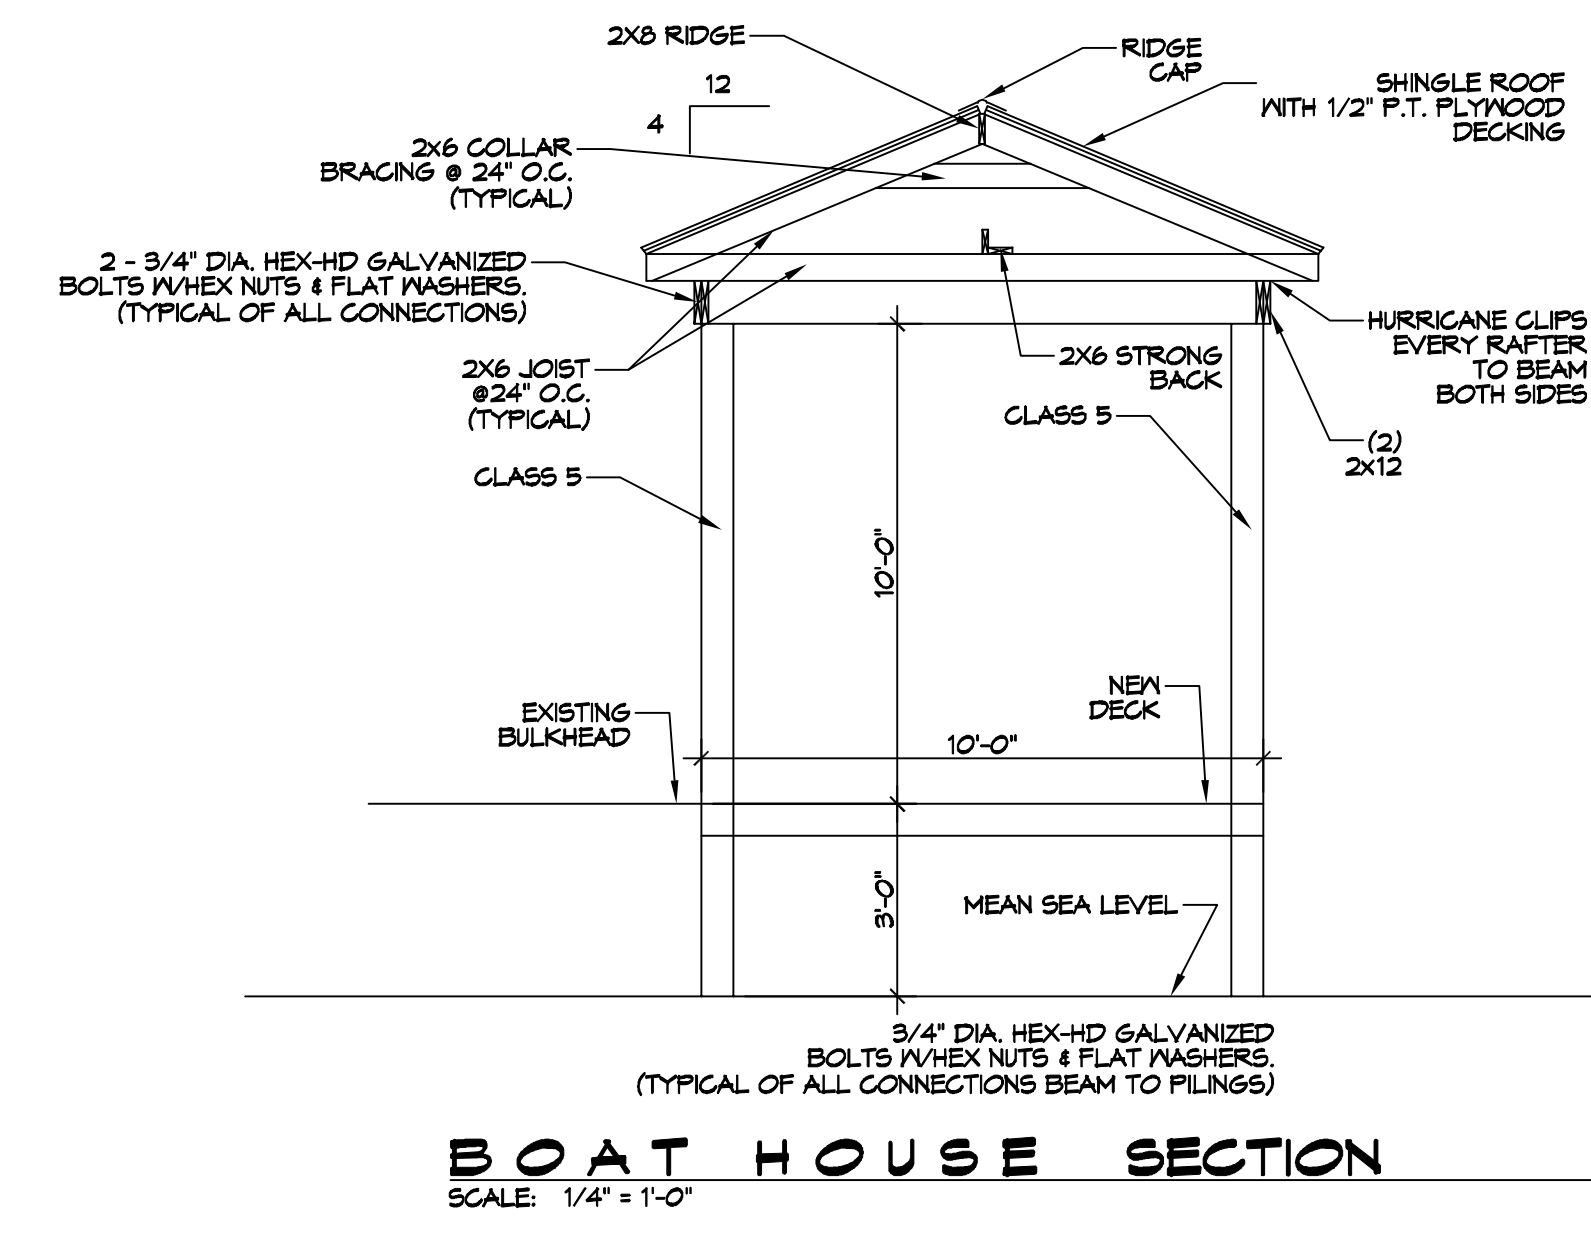 2X8 RIDGE
RIDGE
CAP
12
4
SHINGLE ROOF
WITH 1/2" P.T. PLYWOOD
DECKING
2x6 COLLAR
BRACING @ 24" O.C.
(TYPICAL)
2 - 3/4" DIA. HEX-HD GALVANIZED
BOLTS W/HEX NUTS & FLAT WASHERS.
(TYPICAL OF ALL CONNECTIONS)
HURRICANE CLIPS
EVERY RAFTER
TO BEAM
BOTH SIDES
2X6 JOIST
@24" O.C.
(TYPICAL)
2X6 STRONG
BACK
CLASS 5
(2)
2x12
CLASS 5
10'-0"
NEW
DECK
EXISTING
BULKHEAD
10'-0"
3'-0"
MEAN SEA LEVEL
3/4" DIA. HEX-HD GALVANIZED
BOLTS W/HEX NUTS & FLAT WASHERS.
(TYPICAL OF ALL CONNECTIONS BEAM TO PILINGS)
BOAT HOUSE SECTION
SCALE: 1/4" = 1'-0"